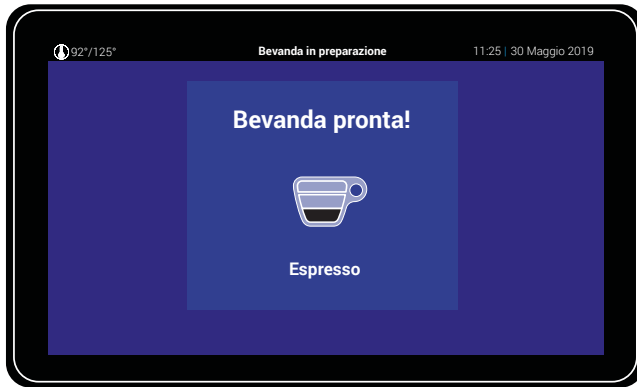 92°/125° Bevanda in preparazione 11:25 | 30 Maggio 2019
Bevanda pronta!
Espresso